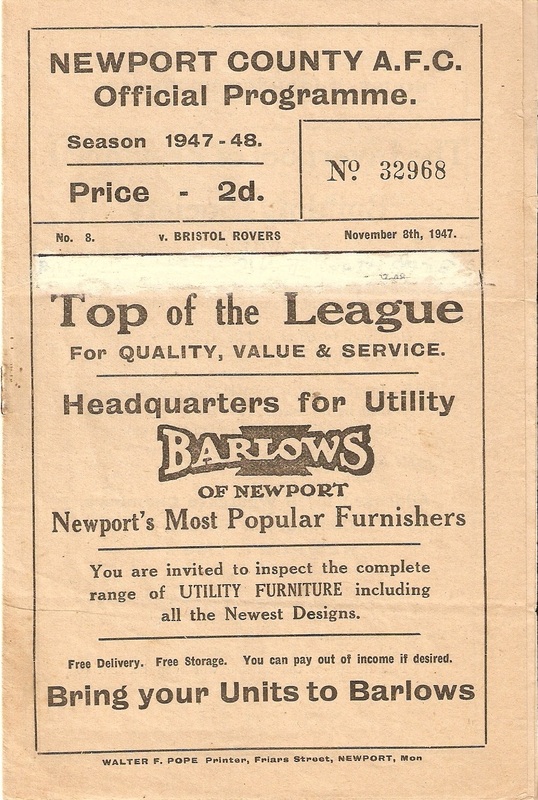 NEWPORT COUNTY A.F.C.
Official Programme.
Season 1947-48.
Price - 2d.
No 32968
No. 8. v. BRISTOL ROVERS November 8th, 1947.
Top of the League
For QUALITY, VALUE & SERVICE.
Headquarters for Utility
BARLOWS
OF NEWPORT
Newport's Most Popular Furnishers
You are invited to inspect the complete
range of UTILITY FURNITURE including
all the Newest Designs.
Free Delivery. Free Storage. You can pay out of income if desired.
Bring your Units to Barlows
WALTER F. POPE Printer, Friars Street, NEWPORT, Mon